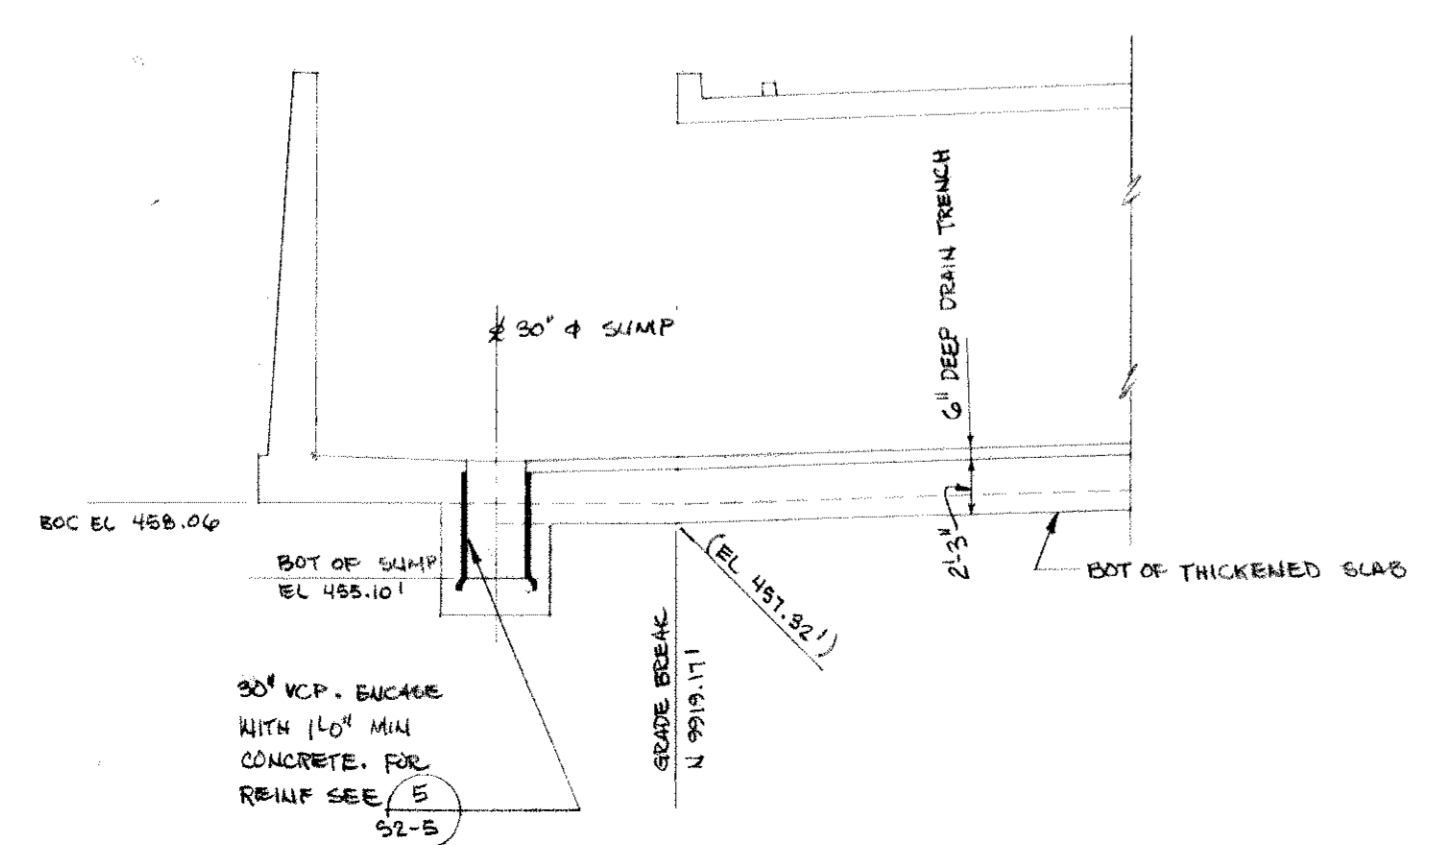 ℄ 30" ϕ SUMP
6" DEEP DRAIN TRENCH
2'-3"
BOC EL 458.06
BOT OF SUMP
EL 455.10'
(EL 457.32')
BOT OF THICKENED SLAB
GRADE BREAK
N 9919.17'
30" VCP. ENCASE
WITH 1'-0" MIN
CONCRETE. FOR
REINF SEE 5
S2-5